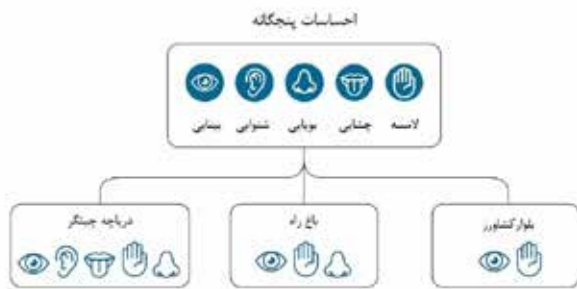 احساسات پنجگانه
لامسه چشایی بویایی شنوایی بینایی
بلوار کشاورز
باغ راه
دریاچه چیتگر